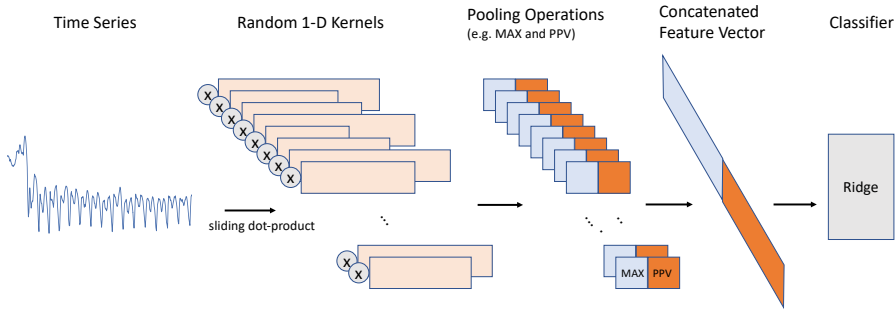 Time Series
Random 1-D Kernels
Pooling Operations
(e.g. MAX and PPV)
Concatenated
Feature Vector
Classifier
X
X
X
X
X
X
X
X
sliding dot-product
Ridge
X
X
MAX PPV